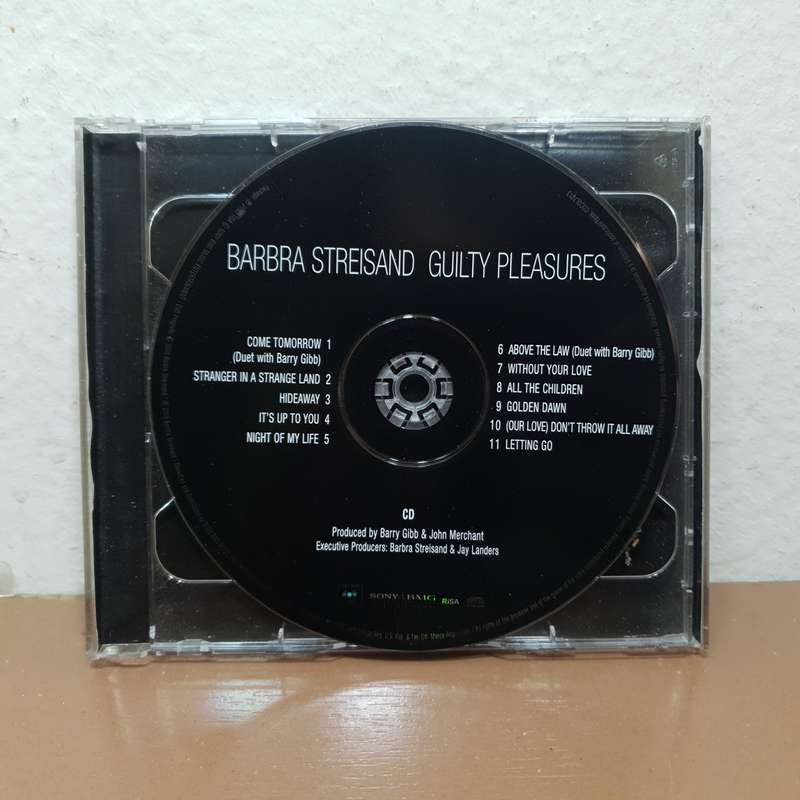 BARBRA STREISAND GUILTY PLEASURES
COME TOMORROW 1
(Duet with Barry Gibb)
STRANGER IN A STRANGE LAND 2
HIDEAWAY 3
IT'S UP TO YOU 4
NIGHT OF MY LIFE 5
6 ABOVE THE LAW (Duet with Barry Gibb)
7 WITHOUT YOUR LOVE
8 ALL THE CHILDREN
9 GOLDEN DAWN
10 (OUR LOVE) DON'T THROW IT ALL AWAY
11 LETTING GO
CD
Produced by Barry Gibb & John Merchant
Executive Producers: Barbra Streisand & Jay Landers
SONY BMG RiSA